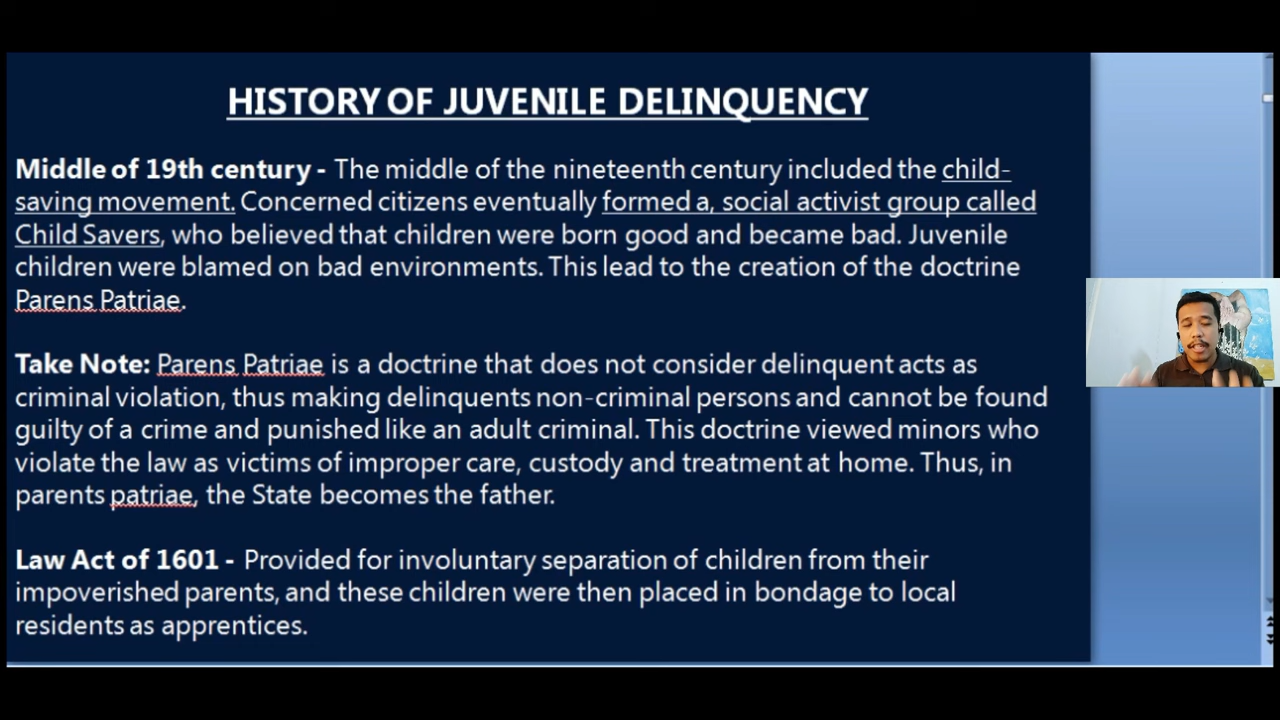 HISTORY OF JUVENILE DELINQUENCY
Middle of 19th century - The middle of the nineteenth century included the child-
saving movement. Concerned citizens eventually formed a, social activist group called
Child Savers, who believed that children were born good and became bad. Juvenile
children were blamed on bad environments. This lead to the creation of the doctrine
Parens Patriae.
Take Note: Parens Patriae is a doctrine that does not consider delinquent acts as
criminal violation, thus making delinquents non-criminal persons and cannot be found
guilty of a crime and punished like an adult criminal. This doctrine viewed minors who
violate the law as victims of improper care, custody and treatment at home. Thus, in
parents patriae, the State becomes the father.
Law Act of 1601 - Provided for involuntary separation of children from their
impoverished parents, and these children were then placed in bondage to local
residents as apprentices.